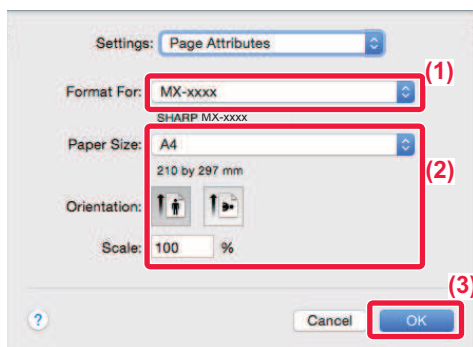 Settings: Page Attributes
(1)
Format For: MX-xxxx
SHARP MX-xxxx
Paper Size: A4
210 by 297 mm
(2)
Orientation:
Scale: 100 %
(3)
? Cancel OK